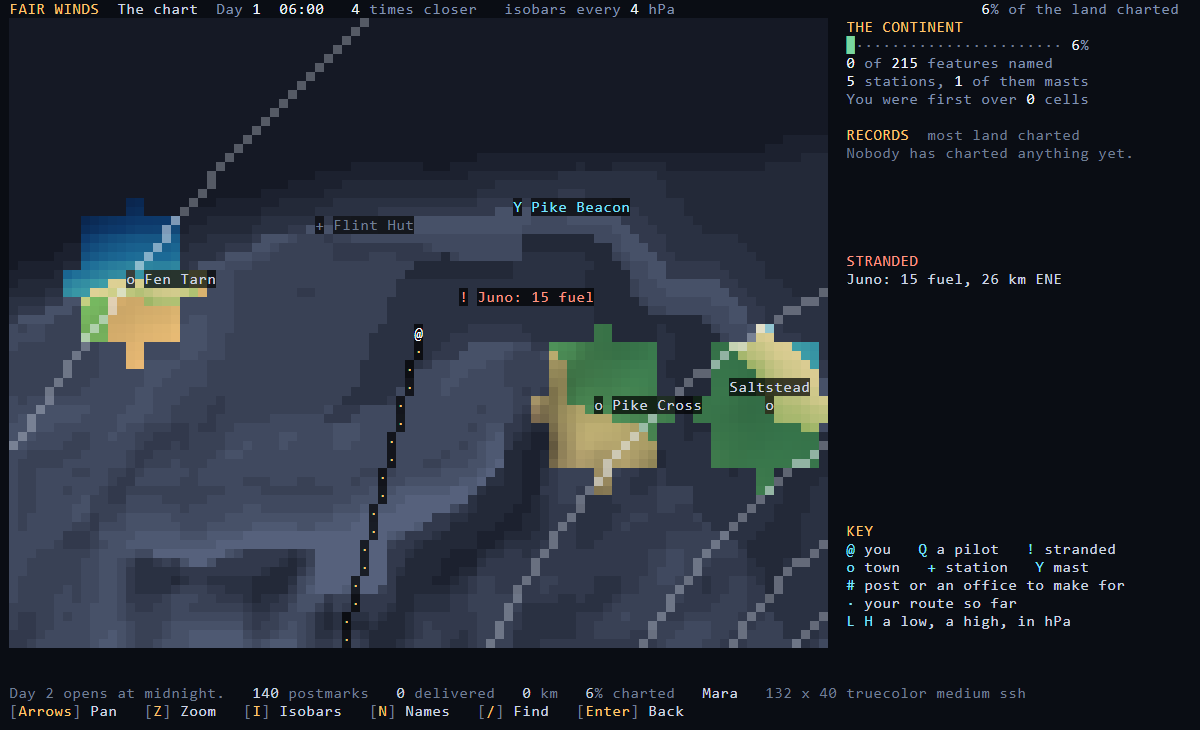 FAIR WINDS  The chart  Day 1  06:00   4 times closer   isobars every 4 hPa   6% of the land charted
THE CONTINENT
6%
0 of 215 features named
5 stations, 1 of them masts
You were first over 0 cells
RECORDS  most land charted
Nobody has charted anything yet.
Y Pike Beacon
+ Flint Hut
STRANDED
o Fen Tarn
Juno: 15 fuel, 26 km ENE
! Juno: 15 fuel
@
Saltstead
o
o Pike Cross
KEY
@ you   Q a pilot   ! stranded
o town   + station   Y mast
# post or an office to make for
· your route so far
L H a low, a high, in hPa
Day 2 opens at midnight.   140 postmarks   0 delivered   0 km   6% charted   Mara   132 x 40 truecolor medium ssh
[Arrows] Pan   [Z] Zoom   [I] Isobars   [N] Names   [/] Find   [Enter] Back